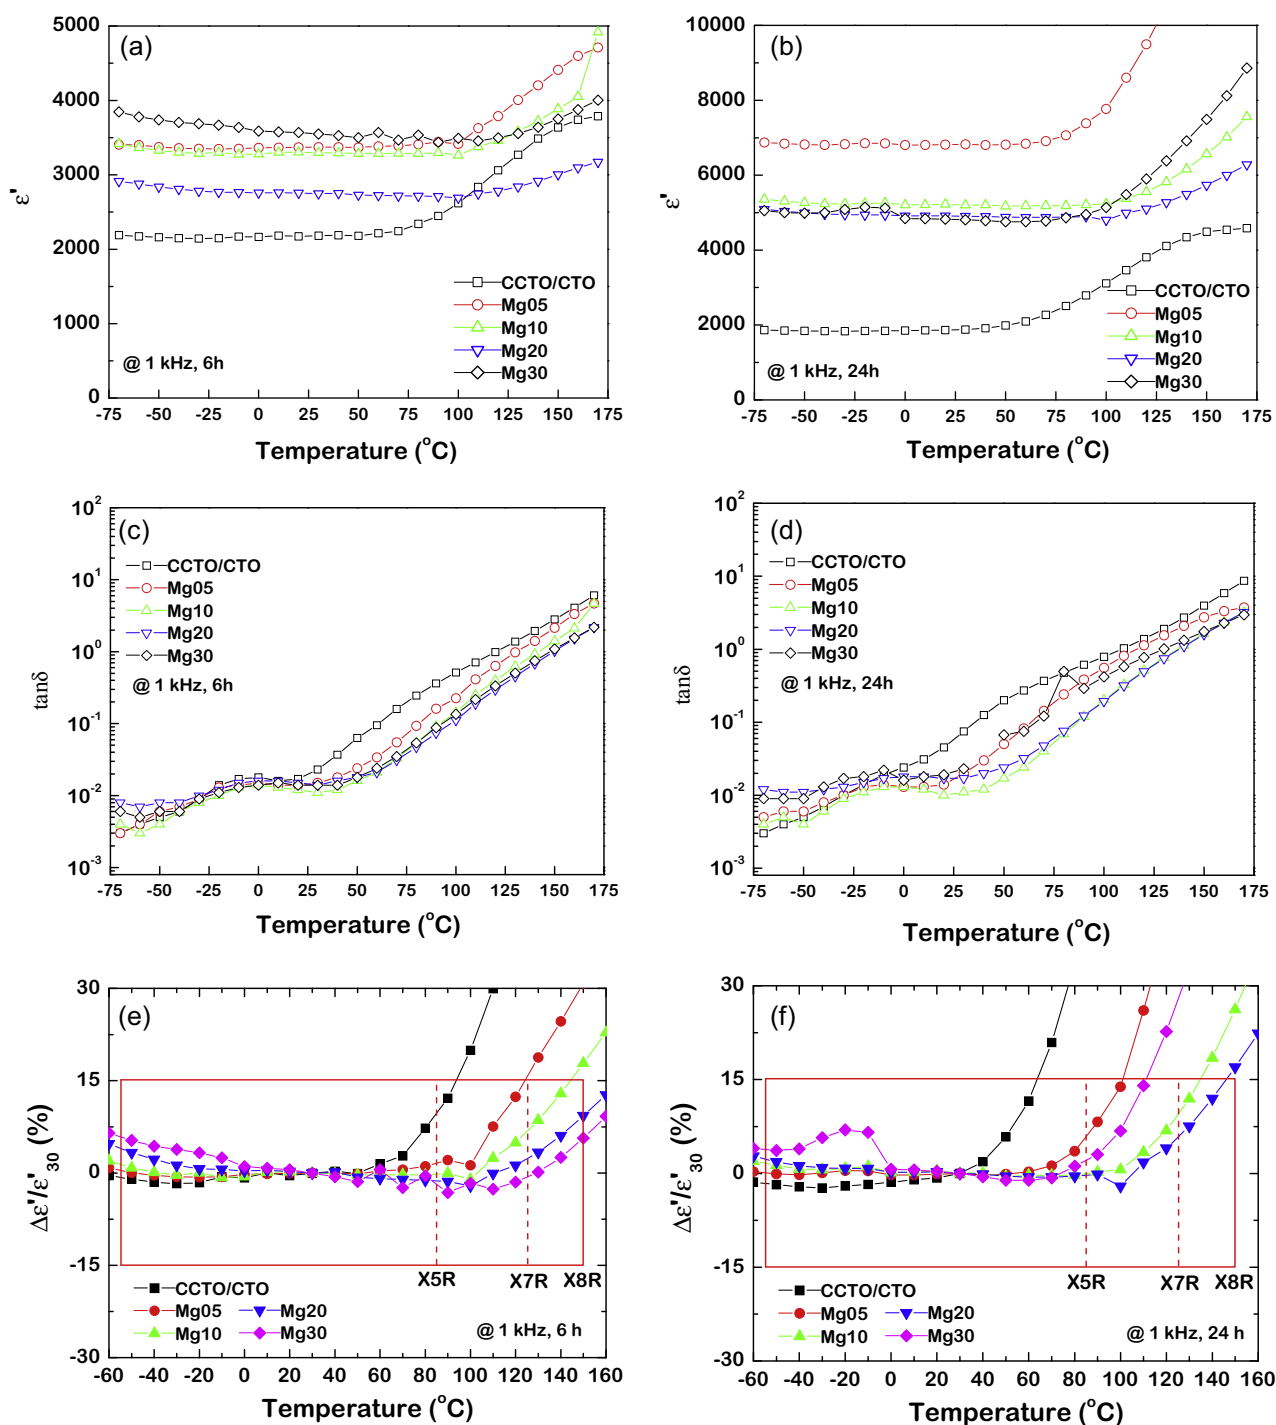 (a)
5000
4000
3000
2000
1000
0
ε'
CCTO/CTO
Mg05
Mg10
Mg20
Mg30
@ 1 kHz, 6h
-75 -50 -25 0 25 50 75 100 125 150 175
Temperature (°C)
(b)
10000
8000
6000
4000
2000
0
ε'
CCTO/CTO
Mg05
Mg10
Mg20
Mg30
@ 1 kHz, 24h
-75 -50 -25 0 25 50 75 100 125 150 175
Temperature (°C)
(c)
10²
10¹
10⁰
10⁻¹
10⁻²
10⁻³
tanδ
CCTO/CTO
Mg05
Mg10
Mg20
Mg30
@ 1 kHz, 6h
-75 -50 -25 0 25 50 75 100 125 150 175
Temperature (°C)
(d)
10²
10¹
10⁰
10⁻¹
10⁻²
10⁻³
tanδ
CCTO/CTO
Mg05
Mg10
Mg20
Mg30
@ 1 kHz, 24h
-75 -50 -25 0 25 50 75 100 125 150 175
Temperature (°C)
(e)
30
15
0
-15
-30
Δε'/ε'₃₀ (%)
X5R X7R X8R
CCTO/CTO
Mg05 Mg20
Mg10 Mg30
@ 1 kHz, 6 h
-60 -40 -20 0 20 40 60 80 100 120 140 160
Temperature (°C)
(f)
30
15
0
-15
-30
Δε'/ε'₃₀ (%)
X5R X7R X8R
CCTO/CTO
Mg05 Mg20
Mg10 Mg30
@ 1 kHz, 24 h
-60 -40 -20 0 20 40 60 80 100 120 140 160
Temperature (°C)